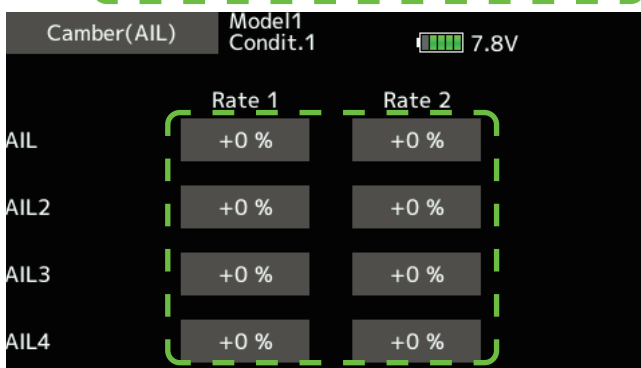 Camber(AIL) Model1
Condit.1 7.8V
Rate 1 Rate 2
AIL +0 % +0 %
AIL2 +0 % +0 %
AIL3 +0 % +0 %
AIL4 +0 % +0 %